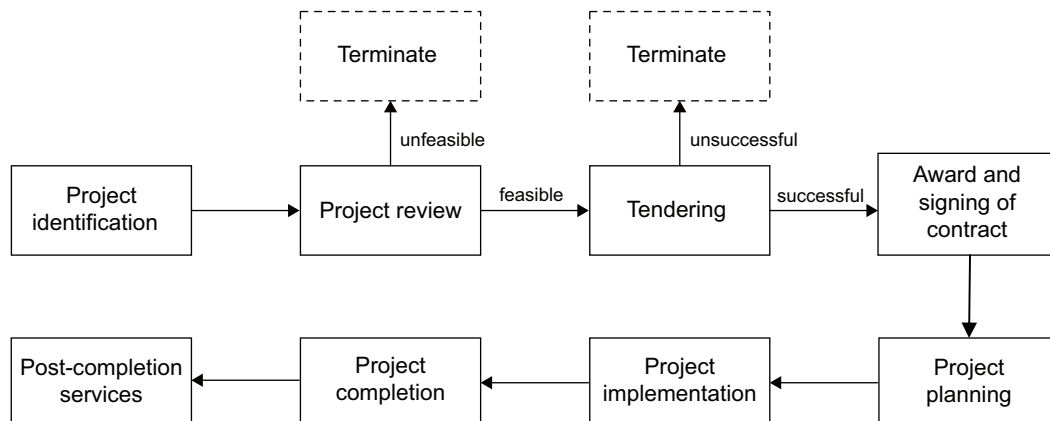 Terminate
Terminate
unfeasible
unsuccessful
Project
identification
Project review
feasible
Tendering
successful
Award and
signing of
contract
Post-completion
services
Project
completion
Project
implementation
Project
planning